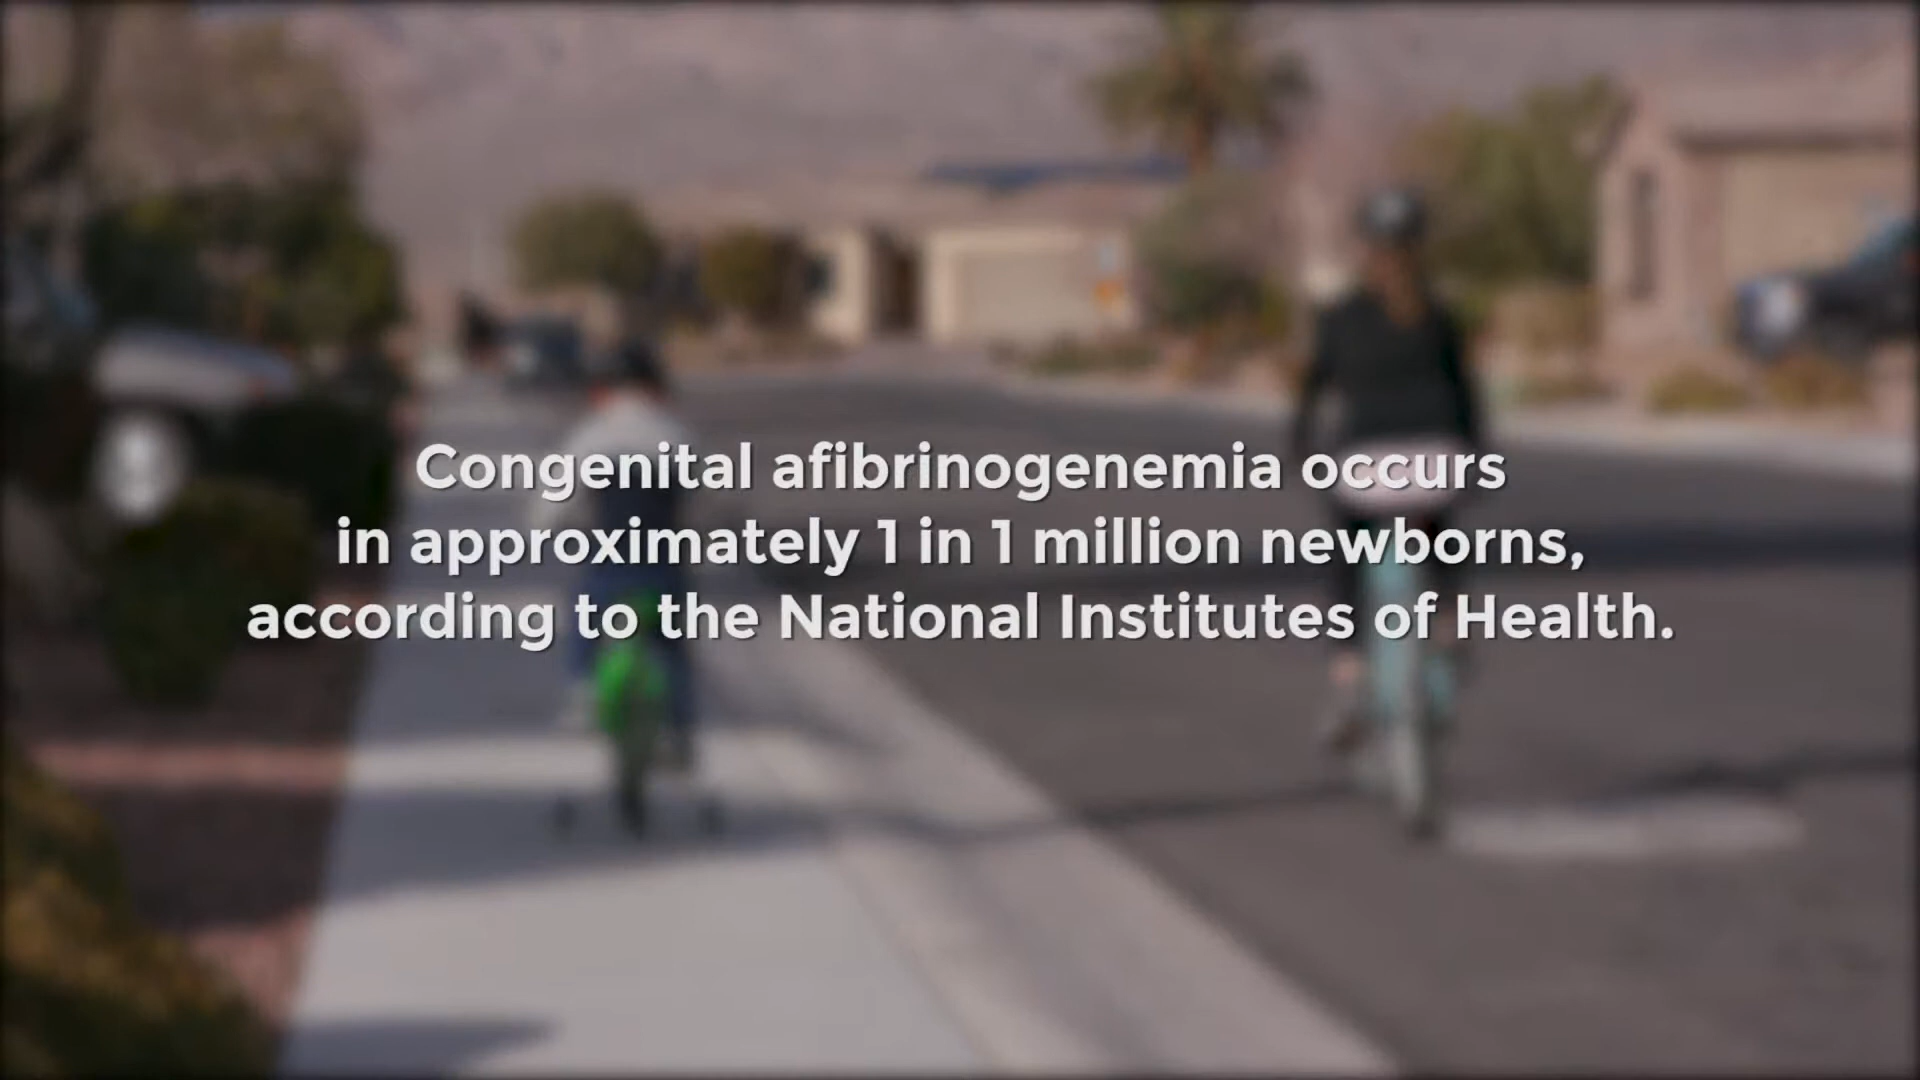 Congenital afibrinogenemia occurs
in approximately 1 in 1 million newborns,
according to the National Institutes of Health.